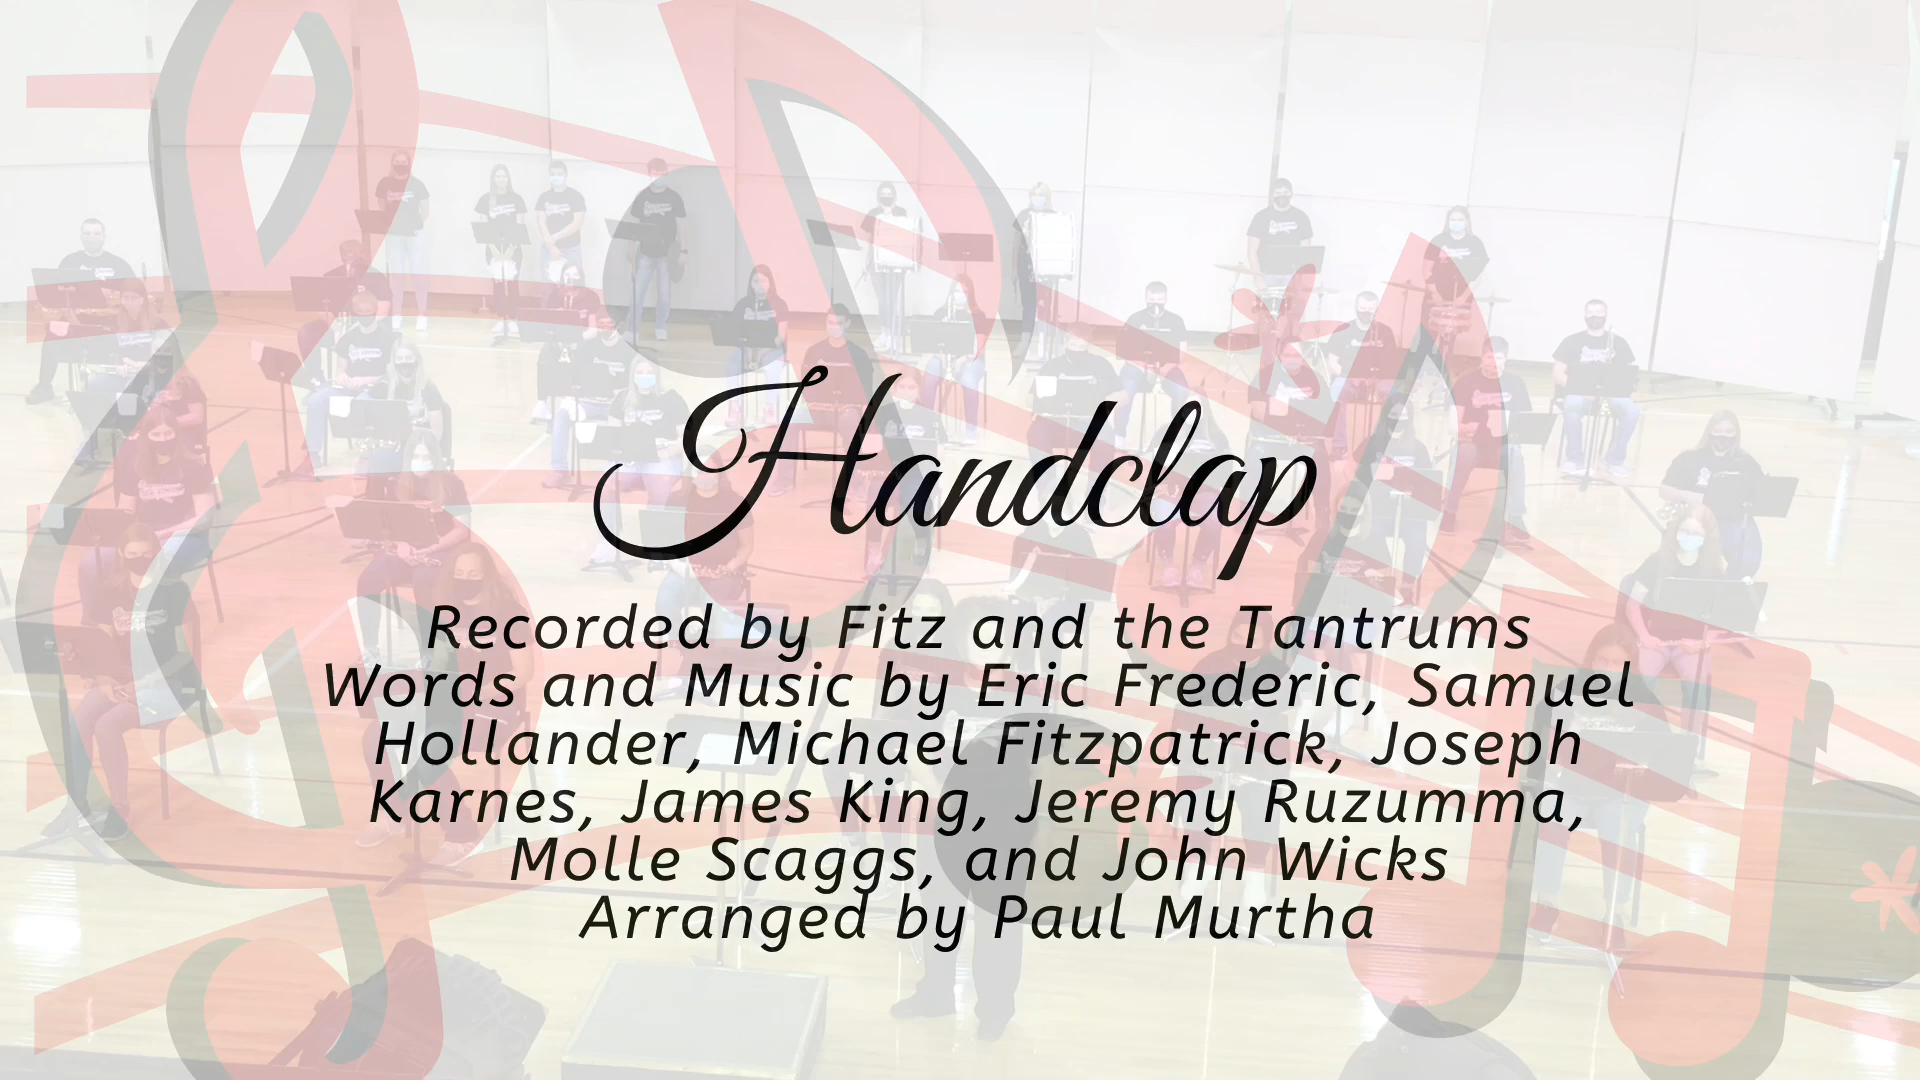 Handclap
Recorded by Fitz and the Tantrums
Words and Music by Eric Frederic, Samuel
Hollander, Michael Fitzpatrick, Joseph
Karnes, James King, Jeremy Ruzumma,
Molle Scaggs, and John Wicks
Arranged by Paul Murtha